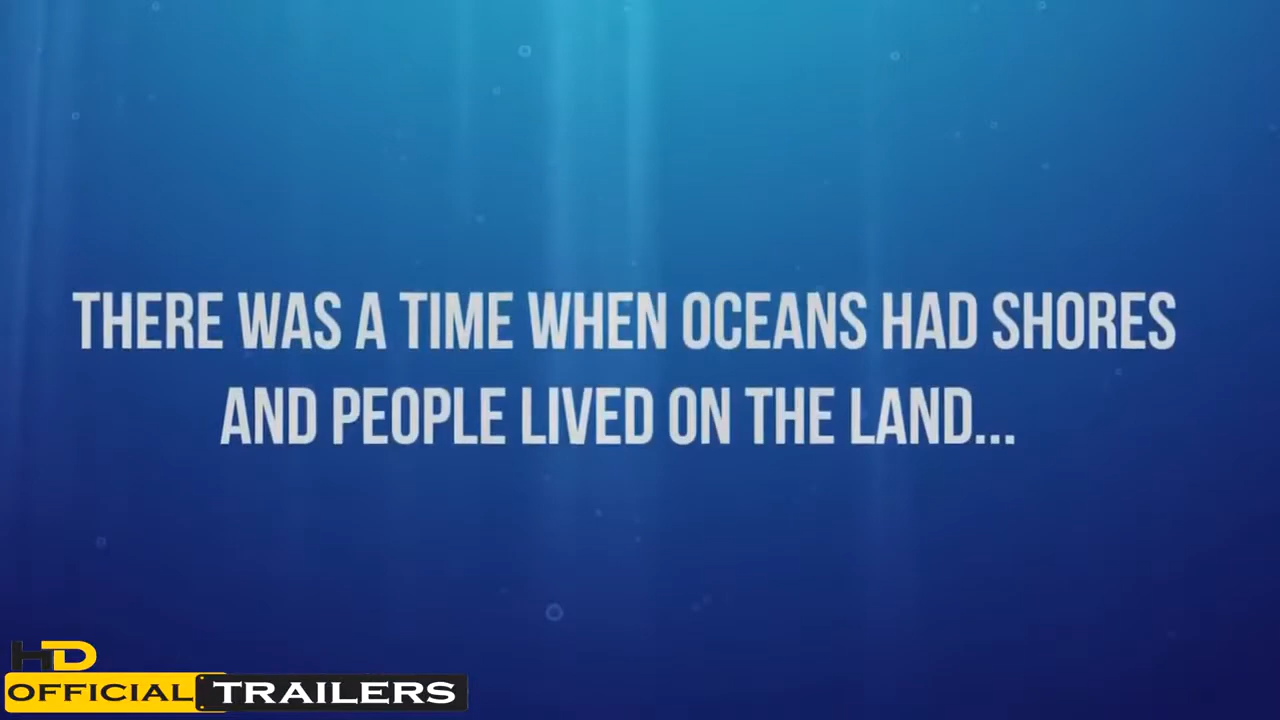 THERE WAS A TIME WHEN OCEANS HAD SHORES
AND PEOPLE LIVED ON THE LAND...
HD
OFFICIAL TRAILERS